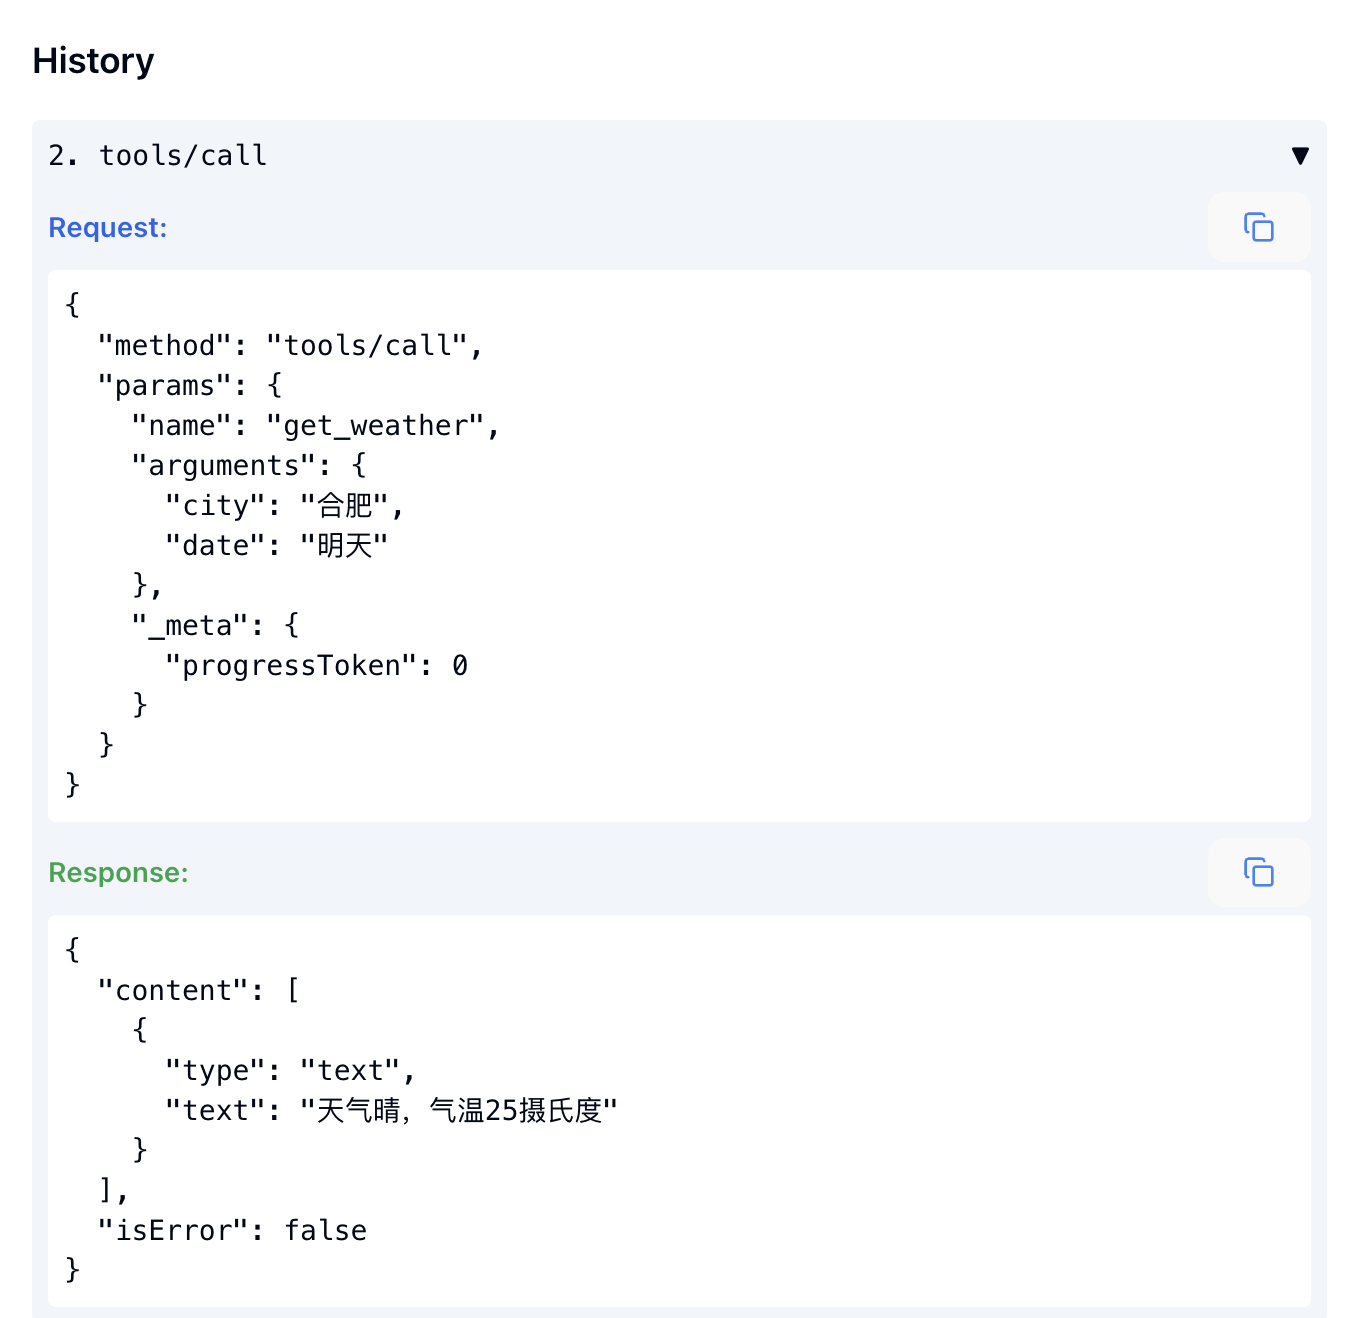 History
2. tools/call
Request:
{
  "method": "tools/call",
  "params": {
    "name": "get_weather",
    "arguments": {
      "city": "合肥",
      "date": "明天"
    },
    "_meta": {
      "progressToken": 0
    }
  }
}
Response:
{
  "content": [
    {
      "type": "text",
      "text": "天气晴，气温25摄氏度"
    }
  ],
  "isError": false
}